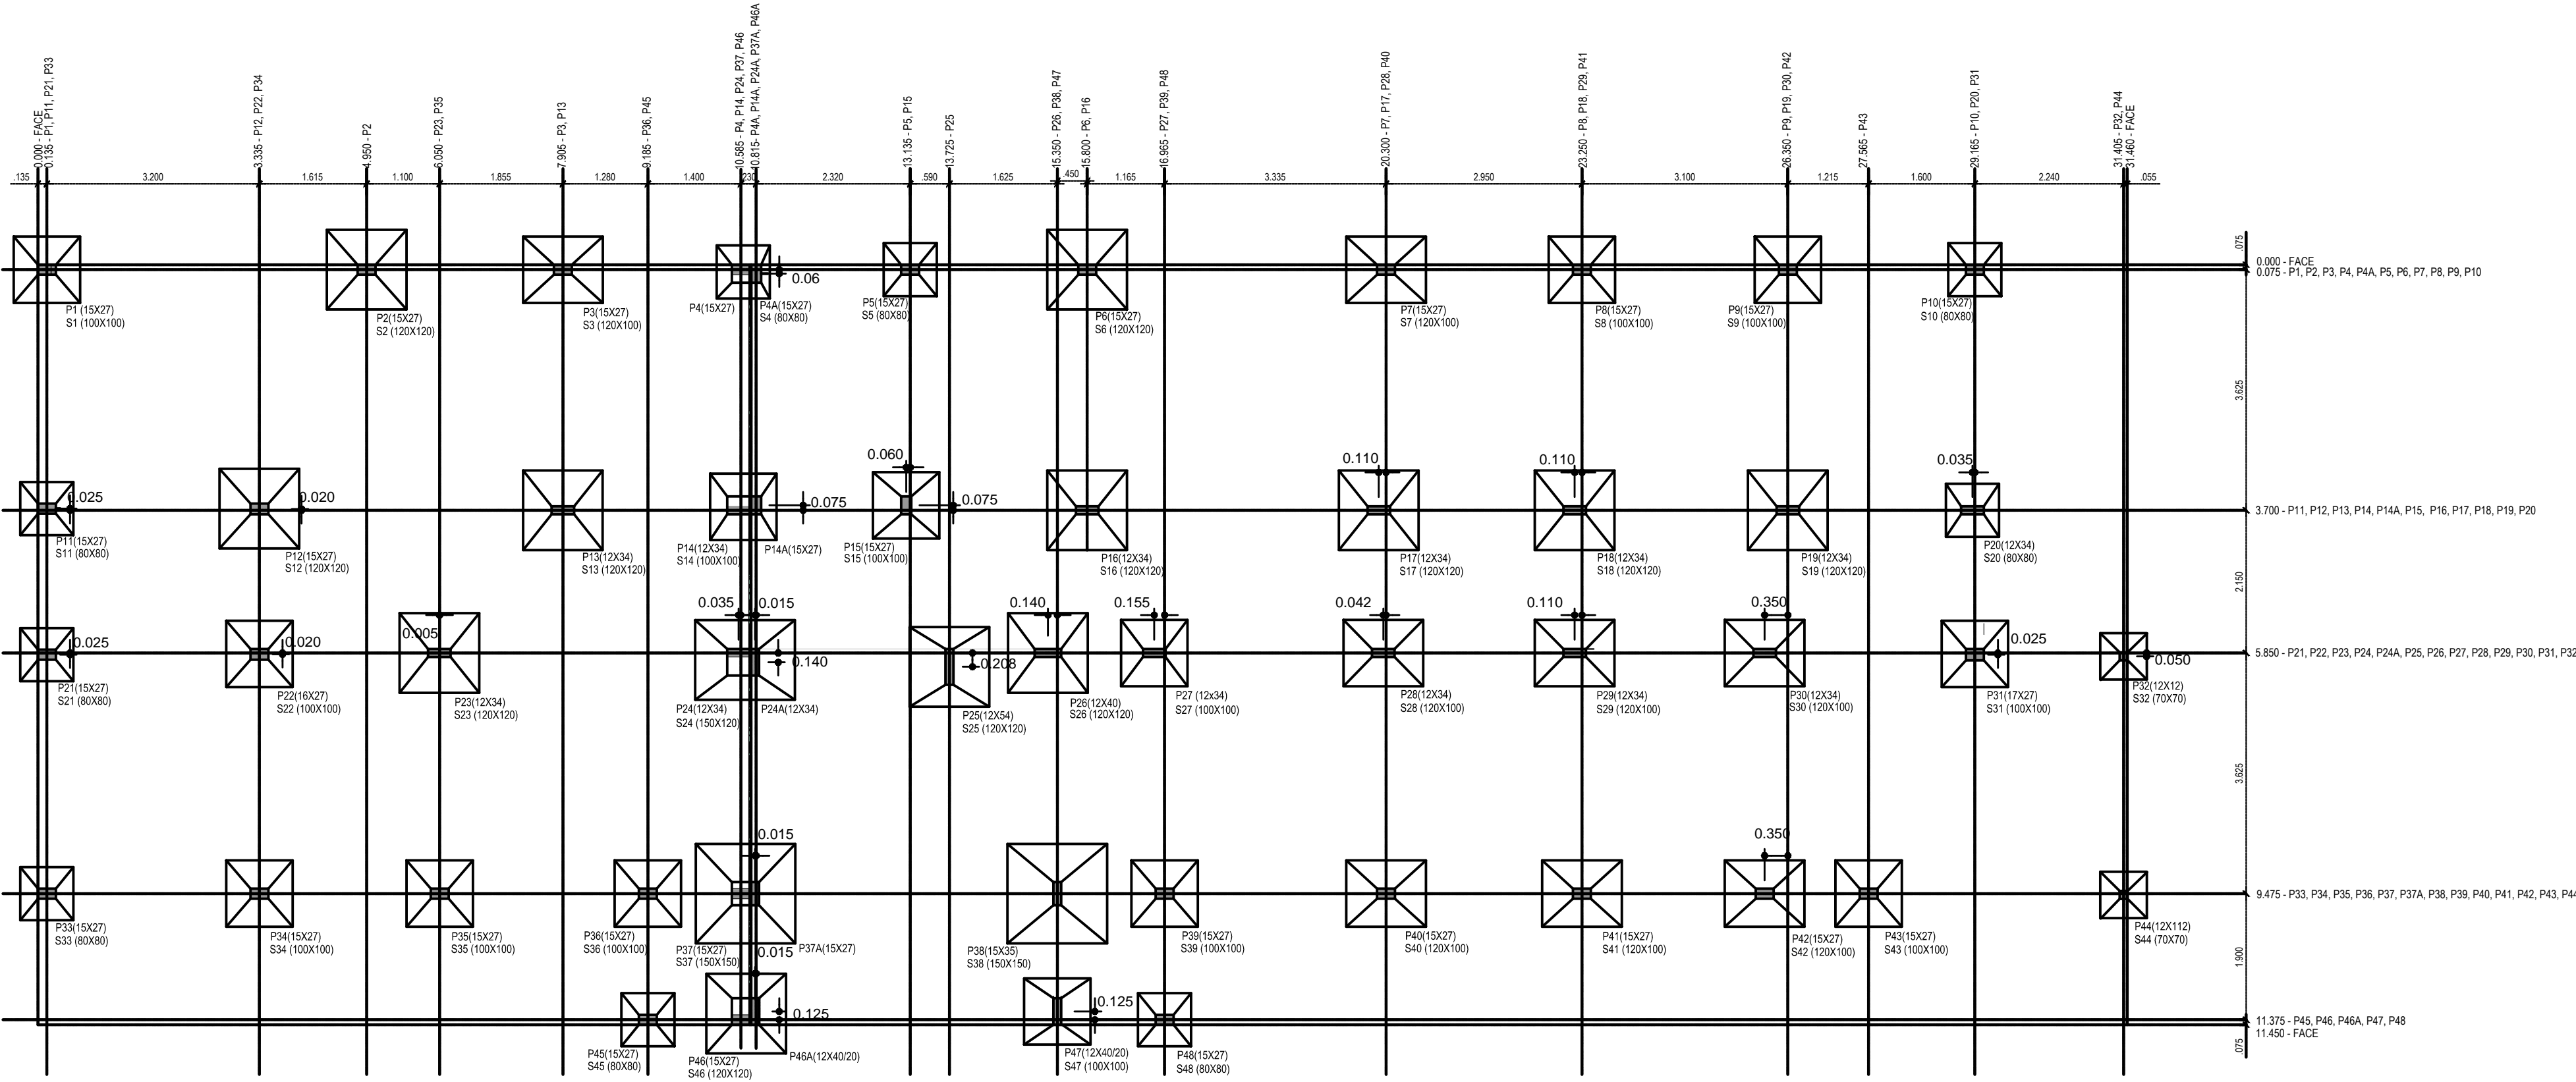 0.000 - FACE
0.135 - P1, P11, P21, P33
3.335 - P12, P22, P34
4.950 - P2
6.050 - P23, P35
7.905 - P3, P13
9.185 - P36, P45
10.585 - P4, P14, P24, P37, P46
10.815- P4A, P14A, P24A, P37A, P46A
13.135 - P5, P15
13.725 - P25
15.350 - P26, P38, P47
15.800 - P6, P16
16.965 - P27, P39, P48
20.300 - P7, P17, P28, P40
23.250 - P8, P18, P29, P41
26.350 - P9, P19, P30, P42
27.565 - P43
29.165 - P10, P20, P31
31.405 - P32, P44
31.460 - FACE
.135 3.200 1.615 1.100 1.855 1.280 1.400 .230 2.320 .590 1.625 .450 1.165 3.335 2.950 3.100 1.215 1.600 2.240 .055
.075
0.000 - FACE
0.075 - P1, P2, P3, P4, P4A, P5, P6, P7, P8, P9, P10
0.06
P1 (15X27)
S1 (100X100)
P2(15X27)
S2 (120X120)
P3(15X27)
S3 (120X100)
P4(15X27)
P4A(15X27)
S4 (80X80)
P5(15X27)
S5 (80X80)
P6(15X27)
S6 (120X120)
P7(15X27)
S7 (120X100)
P8(15X27)
S8 (100X100)
P9(15X27)
S9 (100X100)
P10(15X27)
S10 (80X80)
3.625
0.060
0.110
0.110
0.035
0.025
0.020
0.075
0.075
3.700 - P11, P12, P13, P14, P14A, P15, P16, P17, P18, P19, P20
P11(15X27)
S11 (80X80)
P12(15X27)
S12 (120X120)
P13(12X34)
S13 (120X120)
P14(12X34)
S14 (100X100)
P14A(15X27)
P15(15X27)
S15 (100X100)
P16(12X34)
S16 (120X120)
P17(12X34)
S17 (120X120)
P18(12X34)
S18 (120X120)
P19(12X34)
S19 (120X120)
P20(12X34)
S20 (80X80)
2.150
0.035
0.015
0.140
0.155
0.042
0.110
0.350
0.025
0.020
0.005
0.140
0.208
0.025
0.050
5.850 - P21, P22, P23, P24, P24A, P25, P26, P27, P28, P29, P30, P31, P32
P21(15X27)
S21 (80X80)
P22(16X27)
S22 (100X100)
P23(12X34)
S23 (120X120)
P24(12X34)
S24 (150X120)
P24A(12X34)
P25(12X54)
S25 (120X120)
P26(12X40)
S26 (120X120)
P27 (12x34)
S27 (100X100)
P28(12X34)
S28 (120X100)
P29(12X34)
S29 (120X100)
P30(12X34)
S30 (120X100)
P31(17X27)
S31 (100X100)
P32(12X12)
S32 (70X70)
3.625
0.015
0.350
9.475 - P33, P34, P35, P36, P37, P37A, P38, P39, P40, P41, P42, P43, P44
P33(15X27)
S33 (80X80)
P34(15X27)
S34 (100X100)
P35(15X27)
S35 (100X100)
P36(15X27)
S36 (100X100)
P37(15X27)
S37 (150X150)
P37A(15X27)
P38(15X35)
S38 (150X150)
P39(15X27)
S39 (100X100)
P40(15X27)
S40 (120X100)
P41(15X27)
S41 (120X100)
P42(15X27)
S42 (120X100)
P43(15X27)
S43 (100X100)
P44(12X112)
S44 (70X70)
1.900
0.015
0.125
0.125
11.375 - P45, P46, P46A, P47, P48
11.450 - FACE
.075
P45(15X27)
S45 (80X80)
P46(15X27)
S46 (120X120)
P46A(12X40/20)
P47(12X40/20)
S47 (100X100)
P48(15X27)
S48 (80X80)